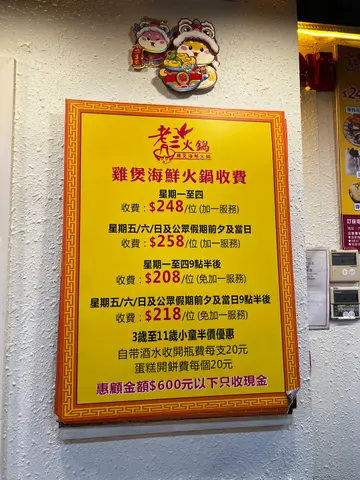 老三火鍋
雞煲海鮮火鍋
雞煲海鮮火鍋收費
星期一至四
收費：$248/位 (加一服務)
星期五/六/日及公眾假期前夕及當日
收費：$258/位 (加一服務)
星期一至四9點半後
收費：$208/位 (免加一服務)
星期五/六/日及公眾假期前夕及當日9點半後
收費：$218/位 (免加一服務)
3歲至11歲小童半價優惠
自带酒水收開瓶費每支20元
蛋糕開餅費每個20元
惠顧金額$600元以下只收現金